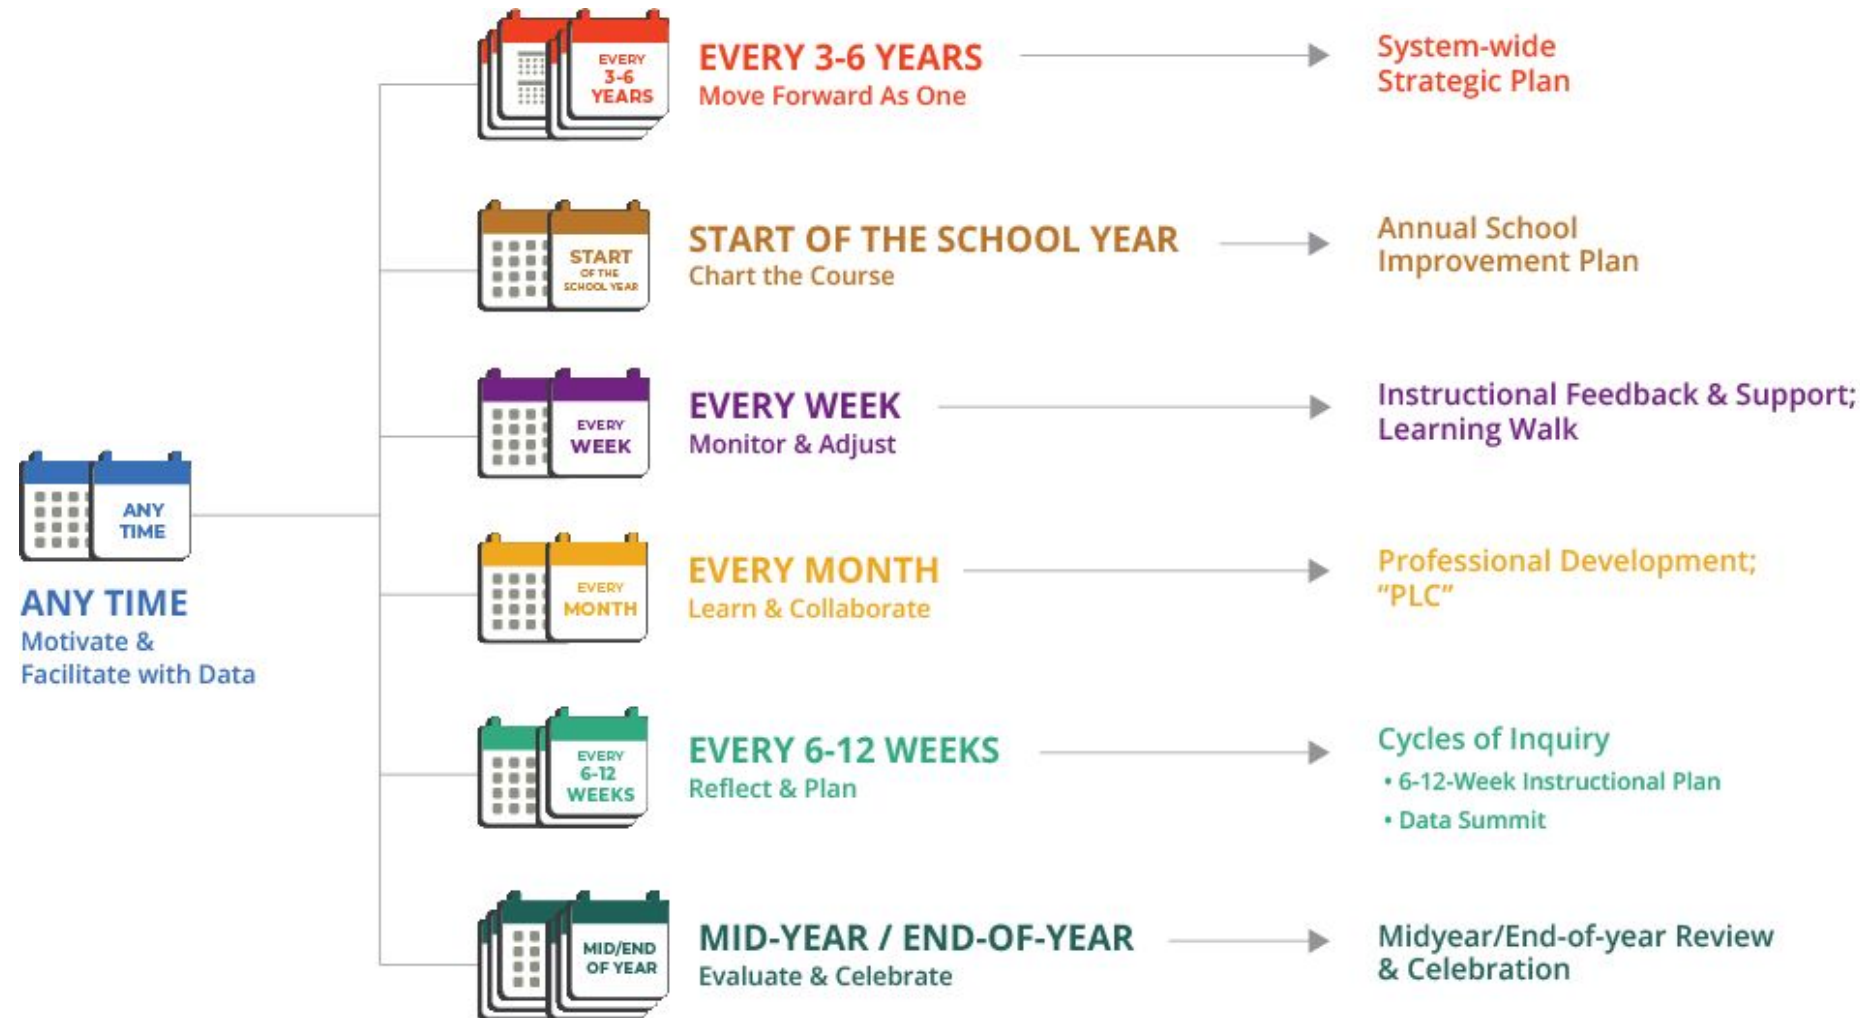 EVERY
3-6
YEARS
EVERY 3-6 YEARS
Move Forward As One
System-wide
Strategic Plan
START
OF THE
SCHOOL YEAR
START OF THE SCHOOL YEAR
Chart the Course
Annual School
Improvement Plan
EVERY
WEEK
EVERY WEEK
Monitor & Adjust
Instructional Feedback & Support;
Learning Walk
ANY
TIME
ANY TIME
Motivate &
Facilitate with Data
EVERY
MONTH
EVERY MONTH
Learn & Collaborate
Professional Development;
”PLC”
EVERY
6-12
WEEKS
EVERY 6-12 WEEKS
Reflect & Plan
Cycles of Inquiry
• 6-12-Week Instructional Plan
• Data Summit
MID/END
OF YEAR
MID-YEAR / END-OF-YEAR
Evaluate & Celebrate
Midyear/End-of-year Review
& Celebration